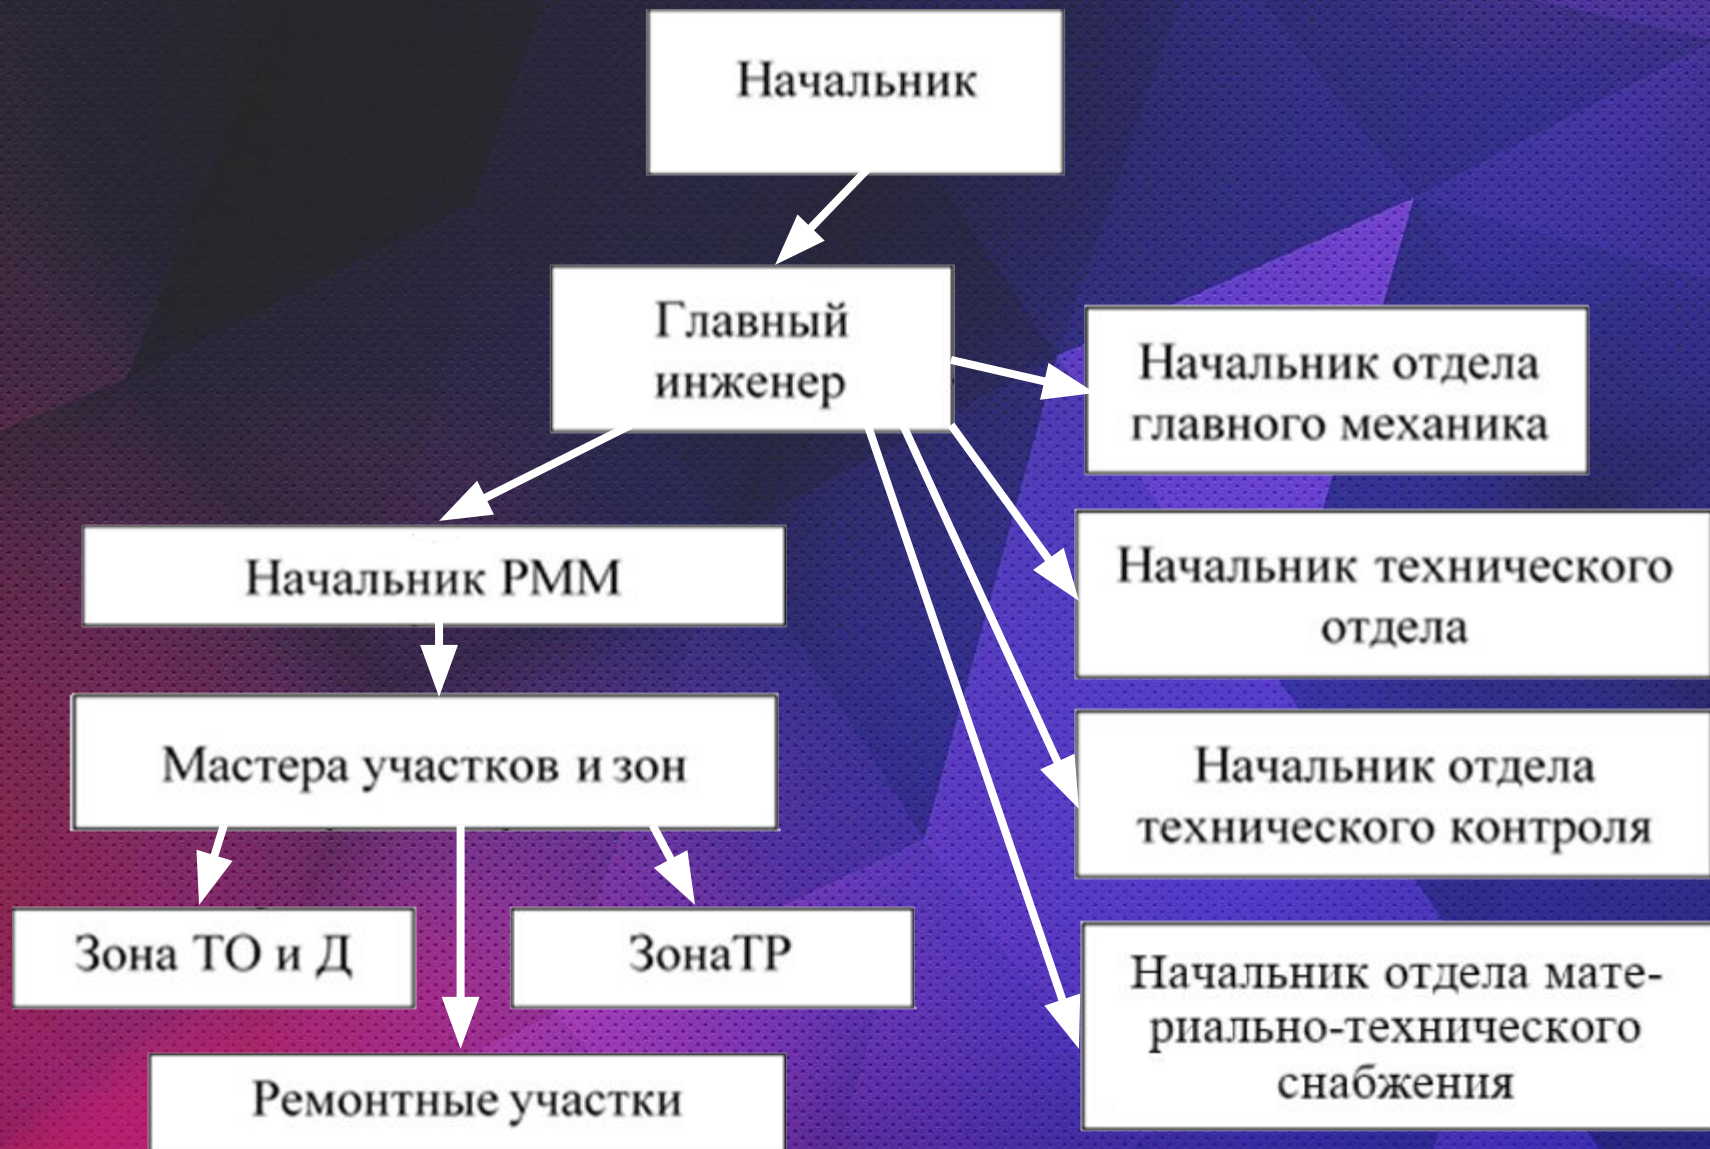 Начальник
Главный
инженер
Начальник отдела
главного механика
Начальник РММ
Начальник технического
отдела
Мастера участков и зон
Начальник отдела
технического контроля
Зона ТО и Д
ЗонаТР
Начальник отдела мате-
риально-технического
снабжения
Ремонтные участки